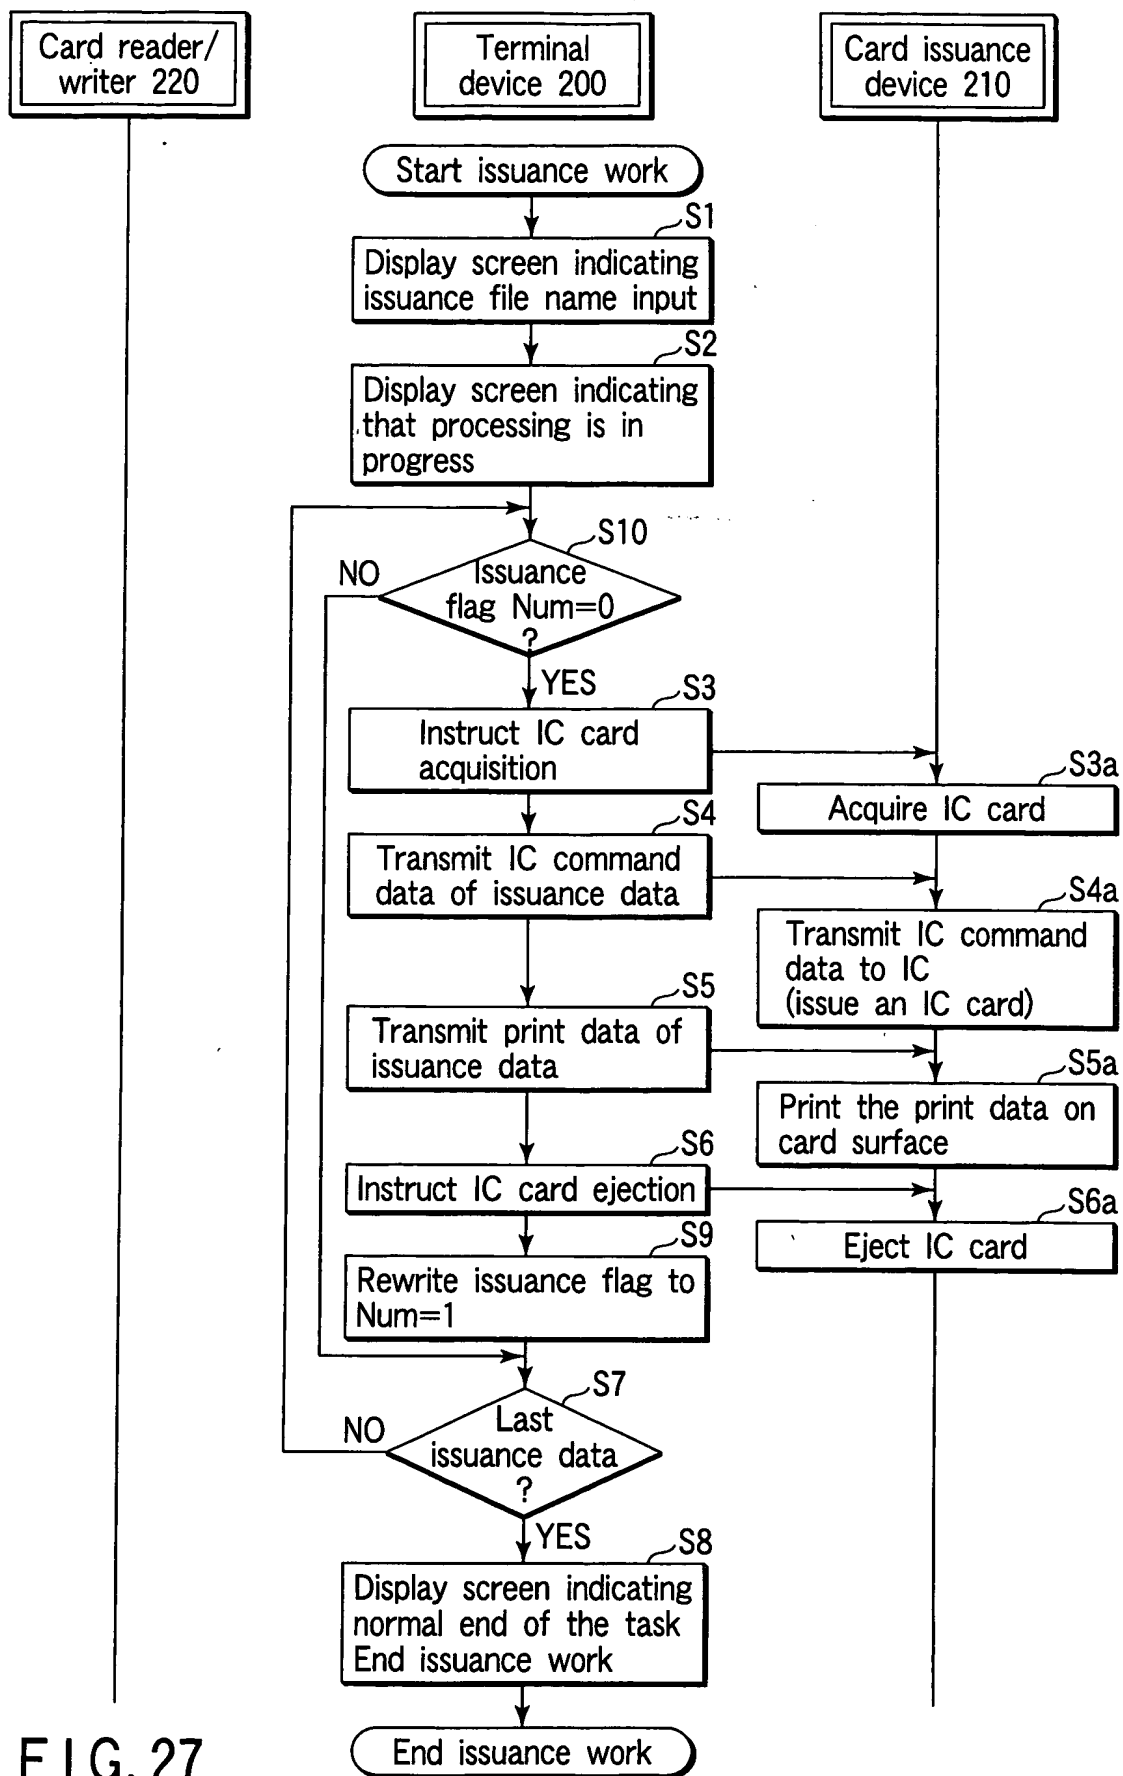 Card reader/
writer 220
Terminal
device 200
Card issuance
device 210
Start issuance work
S1
Display screen indicating
issuance file name input
S2
Display screen indicating
that processing is in
progress
S10
NO
Issuance
flag Num=0
?
YES
S3
Instruct IC card
acquisition
S3a
Acquire IC card
S4
Transmit IC command
data of issuance data
S4a
Transmit IC command
data to IC
(issue an IC card)
S5
Transmit print data of
issuance data
S5a
Print the print data on
card surface
S6
Instruct IC card ejection
S6a
Eject IC card
S9
Rewrite issuance flag to
Num=1
S7
NO
Last
issuance data
?
YES
S8
Display screen indicating
normal end of the task
End issuance work
End issuance work
FIG. 27